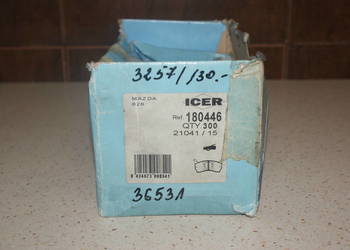 3257/130.-
MAZDA
626
ICER
Ref 180446
QTY 300
21041 / 15
36531